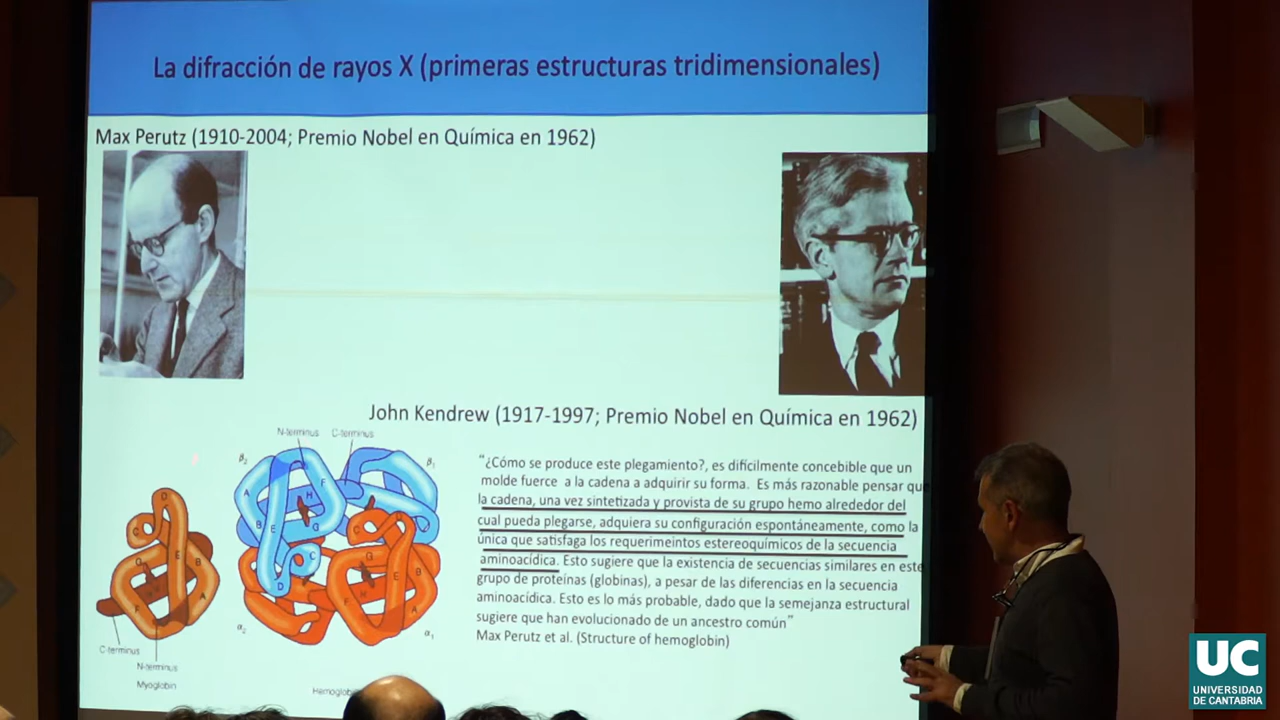 La difracción de rayos X (primeras estructuras tridimensionales)
Max Perutz (1910-2004; Premio Nobel en Química en 1962)
John Kendrew (1917-1997; Premio Nobel en Química en 1962)
N-terminus C-terminus
β₂ β₁
A F H B E G C D
D C E G H F B A
G E B H F A
α₂ α₁
C-terminus
N-terminus
Myoglobin
"¿Cómo se produce este plegamiento?, es difícilmente concebible que un
molde fuerce a la cadena a adquirir su forma. Es más razonable pensar que
la cadena, una vez sintetizada y provista de su grupo hemo alrededor del
cual pueda plegarse, adquiera su configuración espontáneamente, como la
única que satisfaga los requerimeintos estereoquímicos de la secuencia
aminoacídica. Esto sugiere que la existencia de secuencias similares en este
grupo de proteínas (globinas), a pesar de las diferencias en la secuencia
aminoacídica. Esto es lo más probable, dado que la semejanza estructural
sugiere que han evolucionado de un ancestro común"
Max Perutz et al. (Structure of hemoglobin)
UC
UNIVERSIDAD
DE CANTABRIA